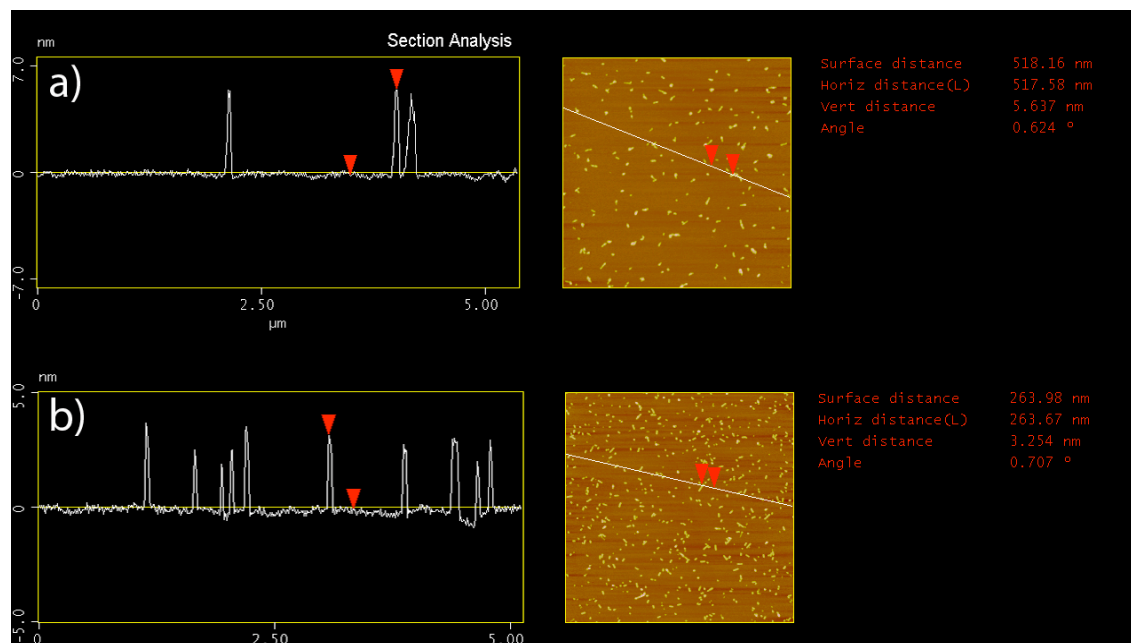 Section Analysis
nm
a)
7.0
0
-7.0
0 2.50 5.00
µm
Surface distance 518.16 nm
Horiz distance(L) 517.58 nm
Vert distance 5.637 nm
Angle 0.624 º
nm
b)
5.0
0
-5.0
0 2.50 5.00
Surface distance 263.98 nm
Horiz distance(L) 263.67 nm
Vert distance 3.254 nm
Angle 0.707 º